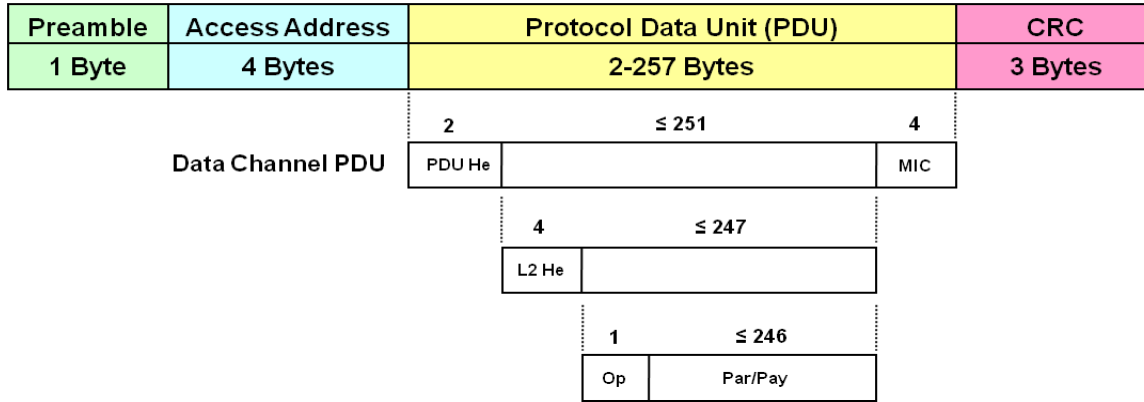 Preamble Access Address Protocol Data Unit (PDU) CRC
1 Byte 4 Bytes 2-257 Bytes 3 Bytes
2 ≤ 251 4
Data Channel PDU PDU He MIC
4 ≤ 247
L2 He
1 ≤ 246
Op Par/Pay